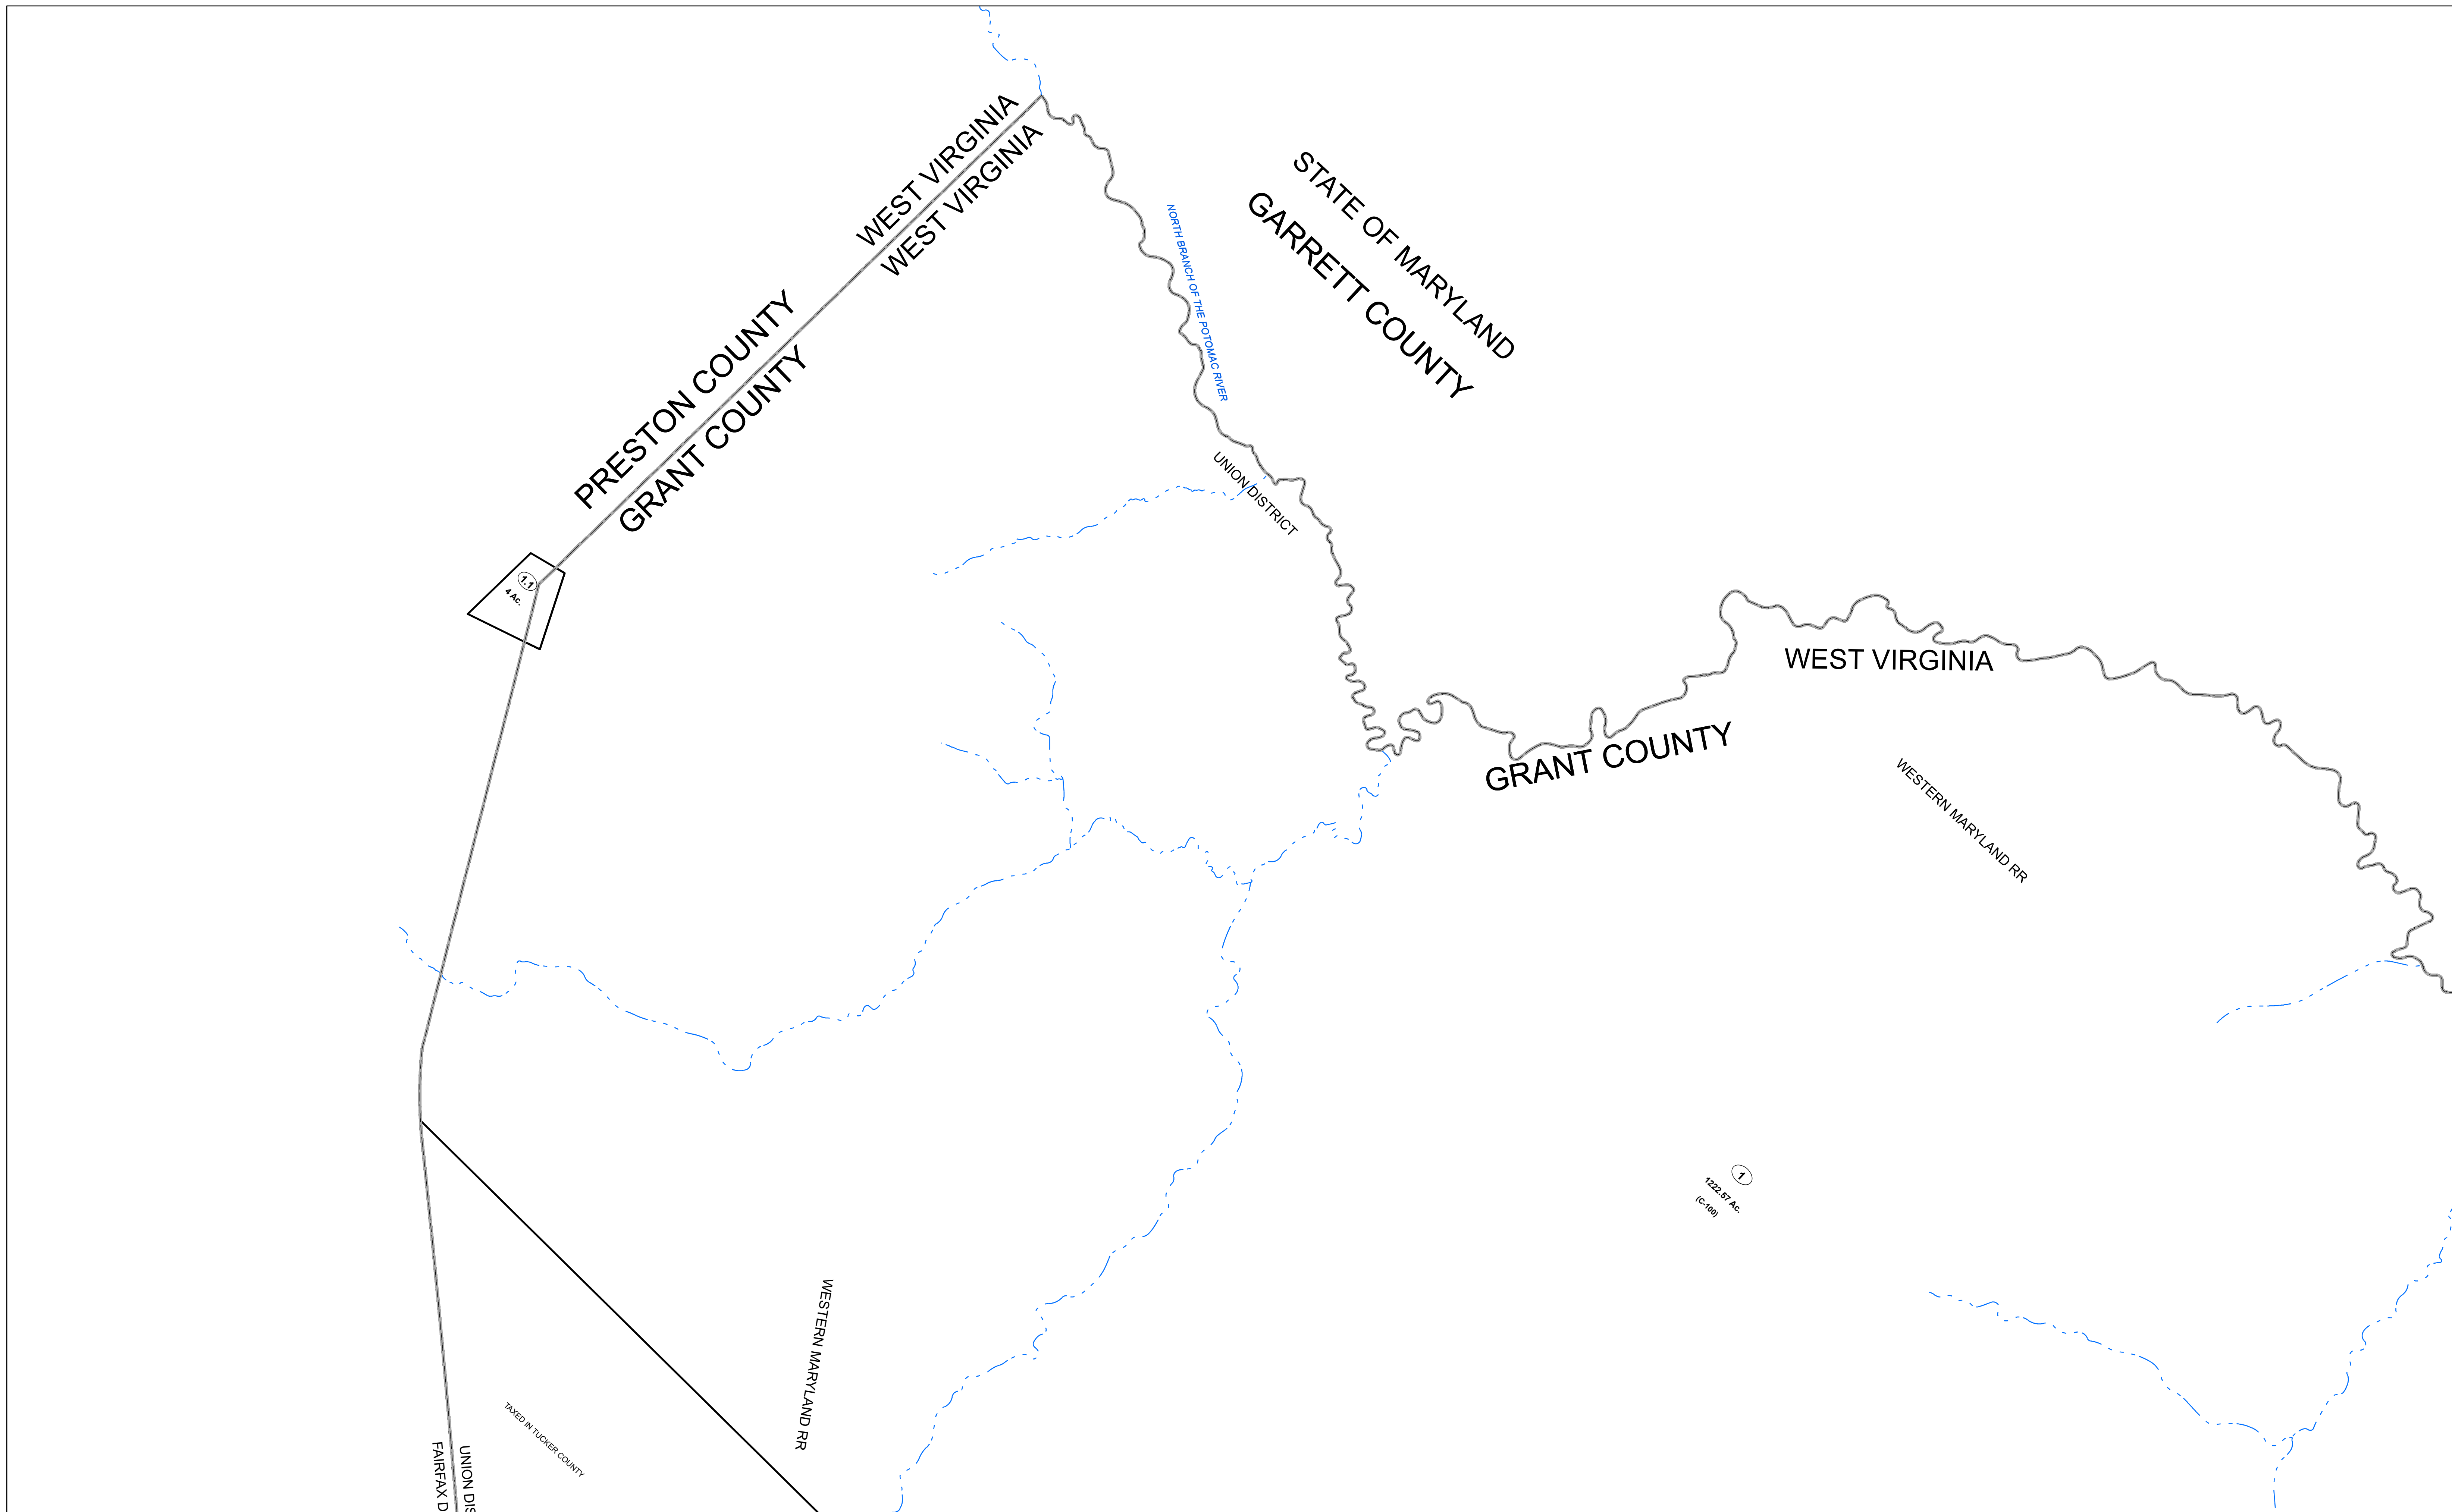 WEST VIRGINIA
WEST VIRGINIA
STATE OF MARYLAND
GARRETT COUNTY
NORTH BRANCH OF THE POTOMAC RIVER
PRESTON COUNTY
GRANT COUNTY
UNION DISTRICT
1.1
4 Ac.
WEST VIRGINIA
GRANT COUNTY
WESTERN MARYLAND RR
1
1222.57 Ac.
(C-100)
WESTERN MARYLAND RR
TAXED IN TUCKER COUNTY
UNION DIS
FAIRFAX D